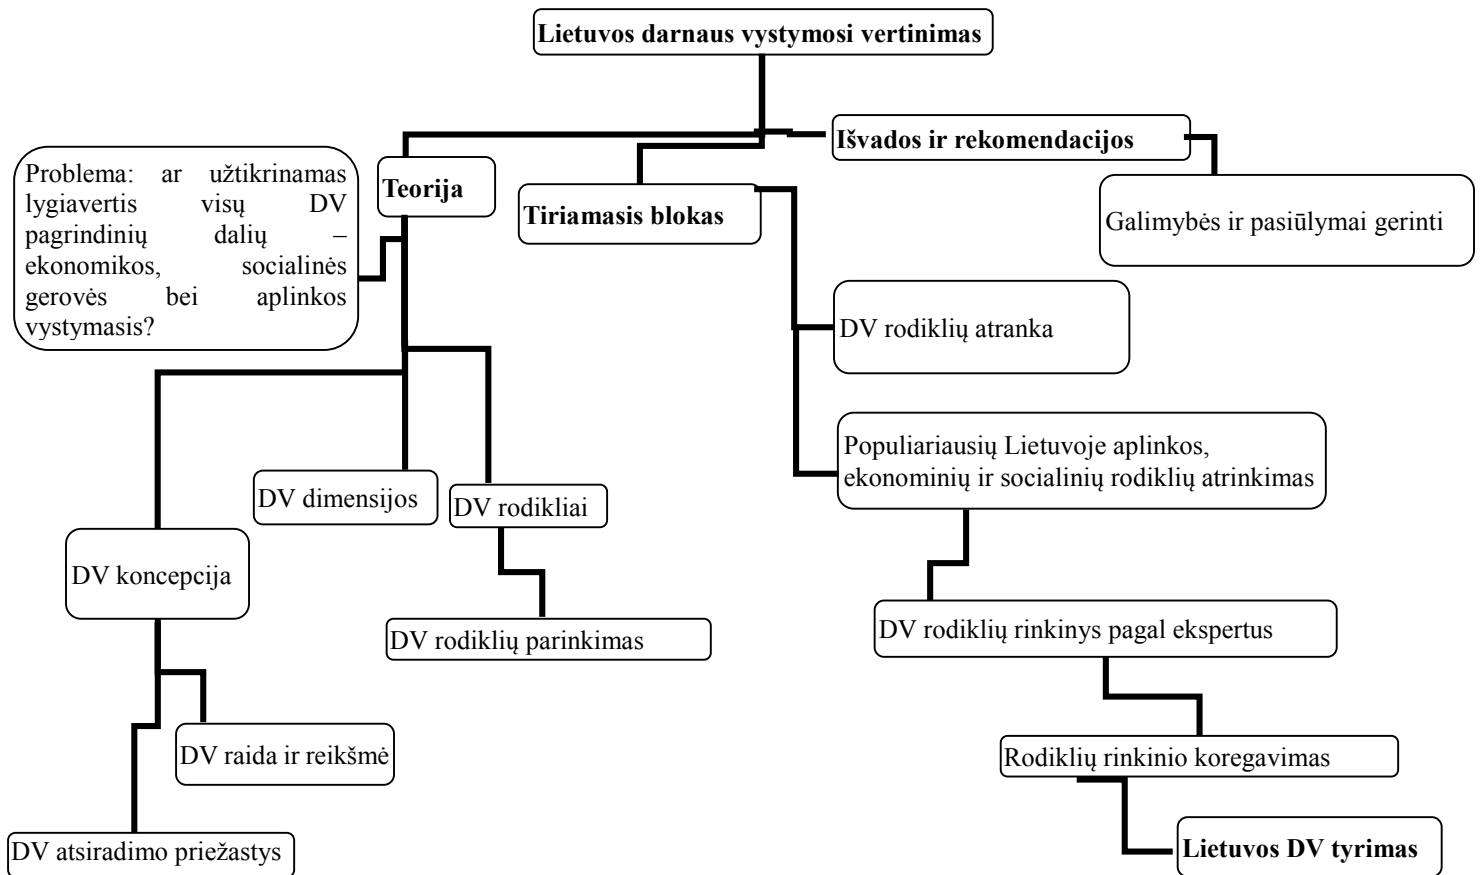 Lietuvos darnaus vystymosi vertinimas
Išvados ir rekomendacijos
Problema: ar užtikrinamas
lygiavertis visų DV
pagrindinių dalių –
ekonomikos, socialinės
gerovės bei aplinkos
vystymasis?
Teorija
Tiriamasis blokas
Galimybės ir pasiūlymai gerinti
DV rodiklių atranka
Populiariausių Lietuvoje aplinkos,
ekonominių ir socialinių rodiklių atrinkimas
DV dimensijos
DV rodikliai
DV koncepcija
DV rodiklių parinkimas
DV rodiklių rinkinys pagal ekspertus
DV raida ir reikšmė
Rodiklių rinkinio koregavimas
DV atsiradimo priežastys
Lietuvos DV tyrimas